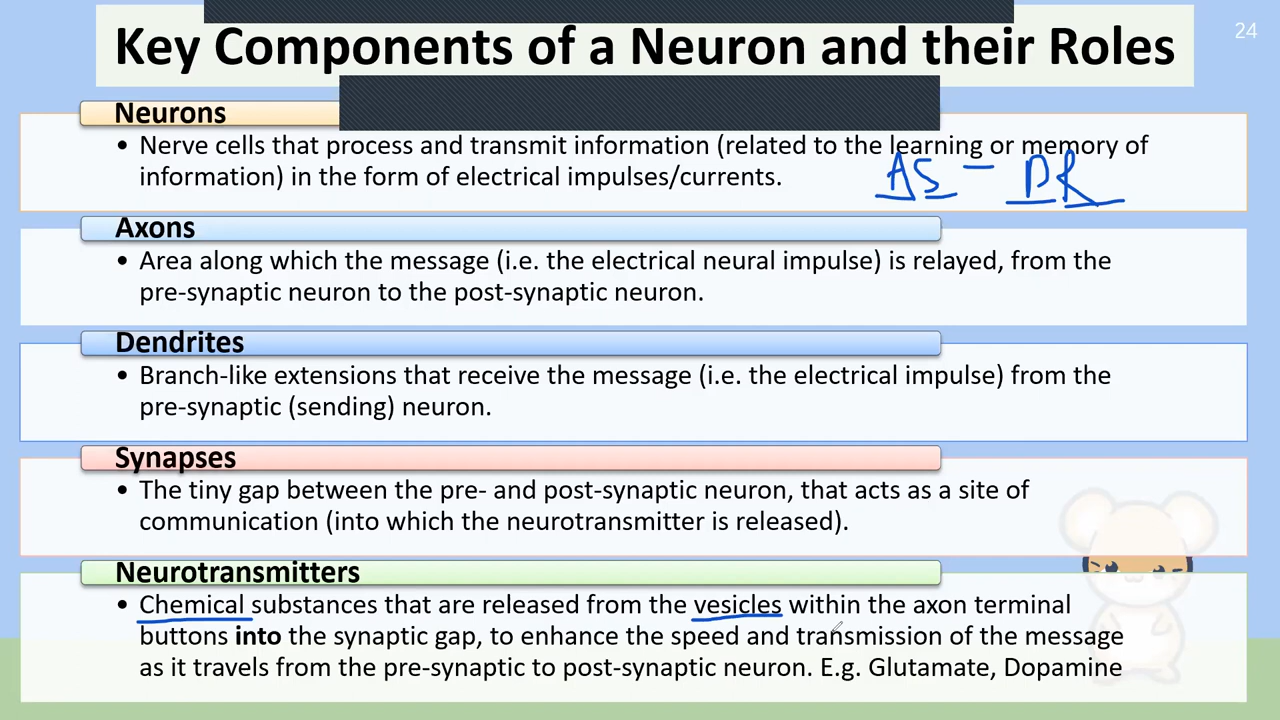 24
Key Components of a Neuron and their Roles
Neurons
• Nerve cells that process and transmit information (related to the learning or memory of
information) in the form of electrical impulses/currents.
AS - DR
Axons
• Area along which the message (i.e. the electrical neural impulse) is relayed, from the
pre-synaptic neuron to the post-synaptic neuron.
Dendrites
• Branch-like extensions that receive the message (i.e. the electrical impulse) from the
pre-synaptic (sending) neuron.
Synapses
• The tiny gap between the pre- and post-synaptic neuron, that acts as a site of
communication (into which the neurotransmitter is released).
Neurotransmitters
• Chemical substances that are released from the vesicles within the axon terminal
buttons into the synaptic gap, to enhance the speed and transmission of the message
as it travels from the pre-synaptic to post-synaptic neuron. E.g. Glutamate, Dopamine